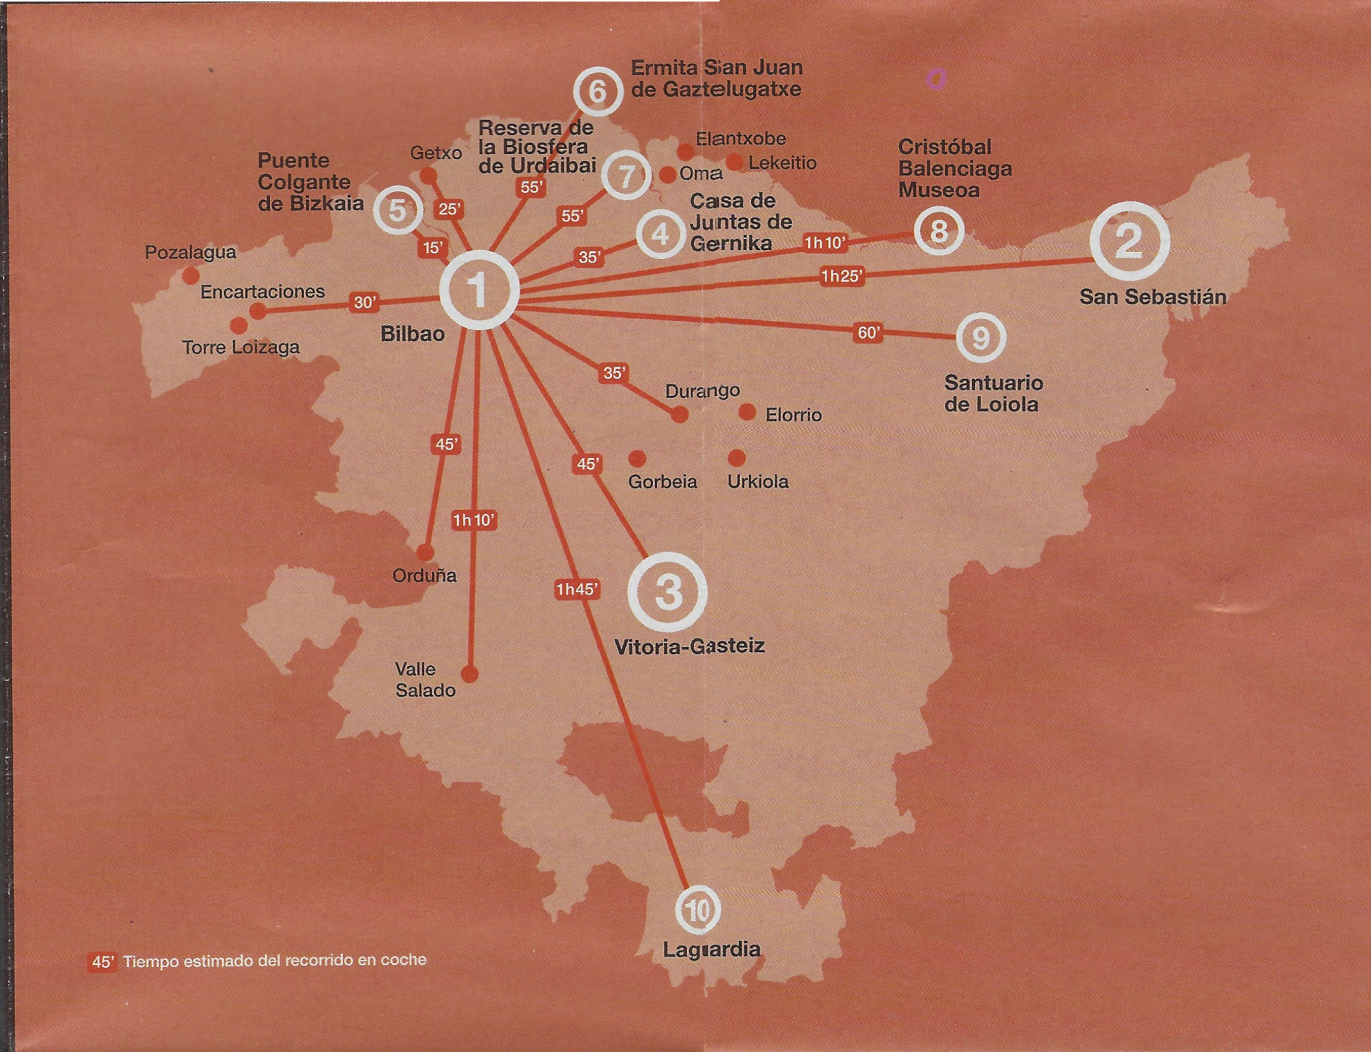 6
Ermita San Juan
de Gaztelugatxe
Reserva de
la Biosfera
de Urdaibai
7
Elantxobe
Lekeitio
Oma
Getxo
Puente
Colgante
de Bizkaia
5
Cristóbal
Balenciaga
Museoa
8
Casa de
Juntas de
Gernika
4
2
San Sebastián
55'
25'
55'
15'
35'
1h 10'
1h25'
Pozalagua
Encartaciones
30'
Torre Loizaga
1
Bilbao
60'
9
Santuario
de Loiola
35'
Durango
Elorrio
45'
45'
Gorbeia
Urkiola
1h 10'
Orduña
1h45'
3
Vitoria-Gasteiz
Valle
Salado
10
Laguardia
45' Tiempo estimado del recorrido en coche